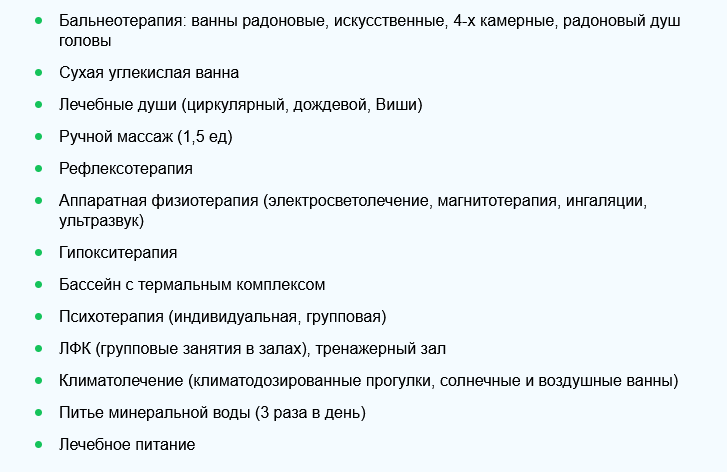 Бальнеотерапия: ванны радоновые, искусственные, 4-х камерные, радоновый душ
головы
Сухая углекислая ванна
Лечебные души (циркулярный, дождевой, Виши)
Ручной массаж (1,5 ед)
Рефлексотерапия
Аппаратная физиотерапия (электросветолечение, магнитотерапия, ингаляции,
ультразвук)
Гипокситерапия
Бассейн с термальным комплексом
Психотерапия (индивидуальная, групповая)
ЛФК (групповые занятия в залах), тренажерный зал
Климатолечение (климатодозированные прогулки, солнечные и воздушные ванны)
Питье минеральной воды (3 раза в день)
Лечебное питание